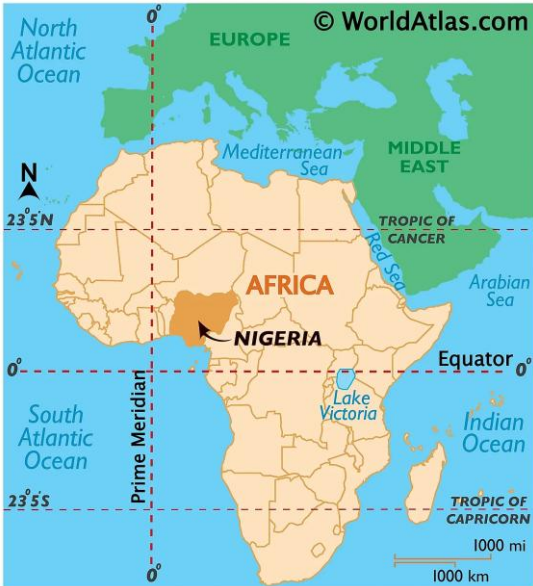 0°
© WorldAtlas.com
North
Atlantic
Ocean
EUROPE
Mediterranean
Sea
MIDDLE
EAST
N
23°5'N
TROPIC OF
CANCER
Red Sea
Arabian
Sea
AFRICA
NIGERIA
Equator
0°
0°
Lake
Victoria
South
Atlantic
Ocean
Prime Meridian
Indian
Ocean
23°5'S
TROPIC OF
CAPRICORN
1000 mi
1000 km
0°